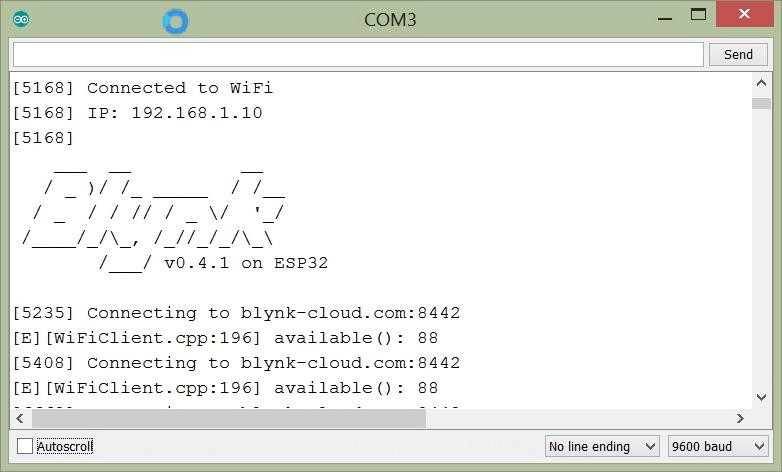 COM3
Send
[5168] Connected to WiFi
[5168] IP: 192.168.1.10
[5168]
    ___  __          __
   / _ )/ /_ _____  / /__
  / _  / / // / _ \/  '_/
 /____/_/\_, /_//_/_/\_\
        /___/ v0.4.1 on ESP32
[5235] Connecting to blynk-cloud.com:8442
[E][WiFiClient.cpp:196] available(): 88
[5408] Connecting to blynk-cloud.com:8442
[E][WiFiClient.cpp:196] available(): 88
Autoscroll
No line ending
9600 baud